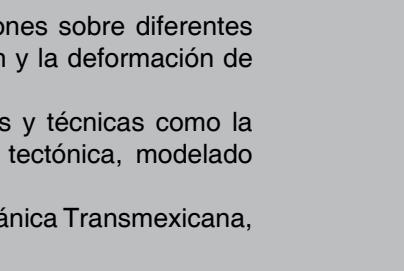 ones sobre diferentes
n y la deformación de
s y técnicas como la
tectónica, modelado
ánica Transmexicana,